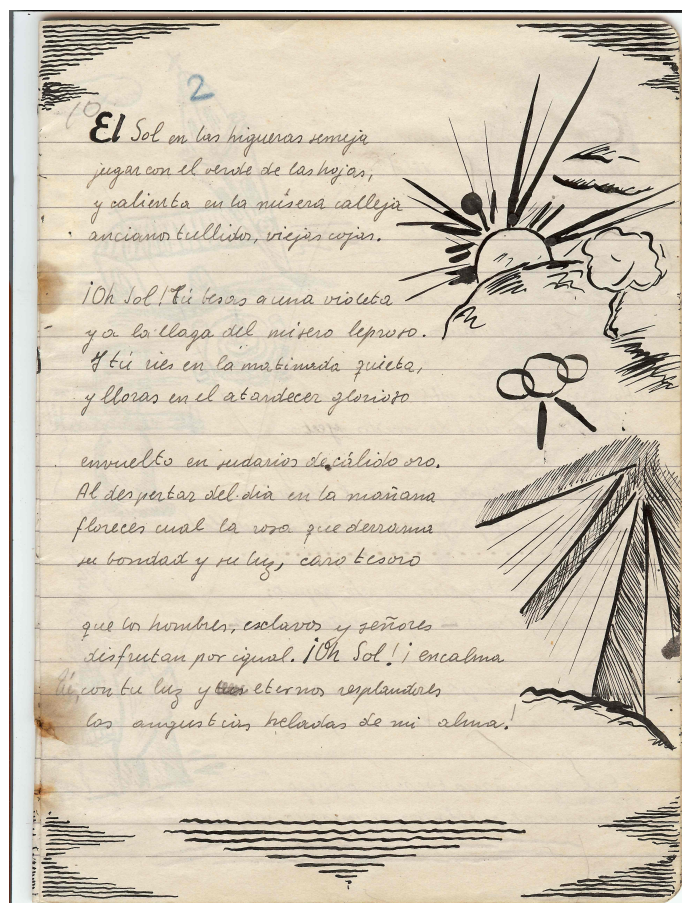 2
10
El Sol en las higueras semeja
jugar con el verde de las hojas,
y calienta en la mísera calleja
ancianos tullidos, viejas cojas.
¡Oh Sol! Tú besas a una violeta
y a la llaga del mísero leproso.
Y tú ries en la matinada quieta,
y lloras en el atardecer glorioso
envuelto en sudarios de cálido oro.
Al despertar del dia en la mañana
floreces cual la rosa que derrama
su bondad y su luz, caro tesoro
que los hombres, esclavos y señores
disfrutan por igual. ¡Oh Sol! ¡encalma
con tu luz y eternos resplandores
las angustias heladas de mi alma!